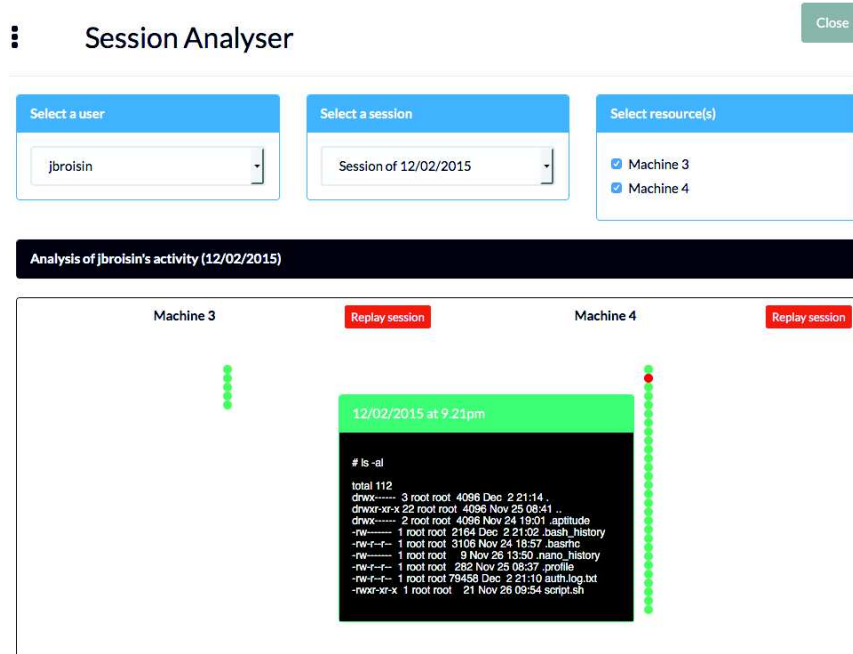 Session Analyser
Close
Select a user
Select a session
Select resource(s)
jbroisin
Session of 12/02/2015
Machine 3
Machine 4
Analysis of jbroisin's activity (12/02/2015)
Machine 3
Replay session
Machine 4
Replay session
12/02/2015 at 9.21pm
# ls -al
total 112
drwx------ 3 root root 4096 Dec 2 21:14 .
drwxr-xr-x 22 root root 4096 Nov 25 08:41 ..
drwx------ 2 root root 4096 Nov 24 19:01 .aptitude
-rw------- 1 root root 2164 Dec 2 21:02 .bash_history
-rw-r--r-- 1 root root 3106 Nov 24 18:57 .basrhc
-rw------- 1 root root 9 Nov 26 13:50 .nano_history
-rw-r--r-- 1 root root 282 Nov 25 08:37 .profile
-rw-r--r-- 1 root root 79458 Dec 2 21:10 auth.log.txt
-rwxr-xr-x 1 root root 21 Nov 26 09:54 script.sh